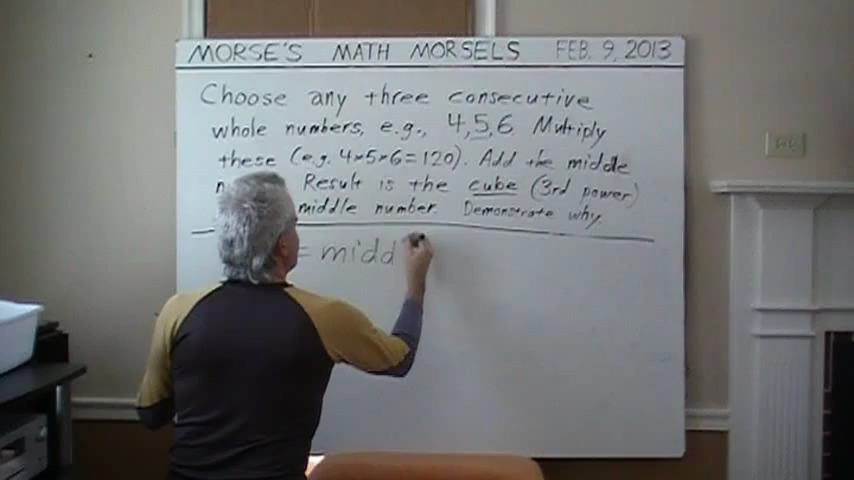 MORSE'S MATH MORSELS FEB. 9, 2013
Choose any three consecutive
whole numbers, e.g., 4,5,6. Multiply
these (e.g. 4×5×6=120). Add the middle
Result is the cube (3rd power)
middle number. Demonstrate why.
= midd